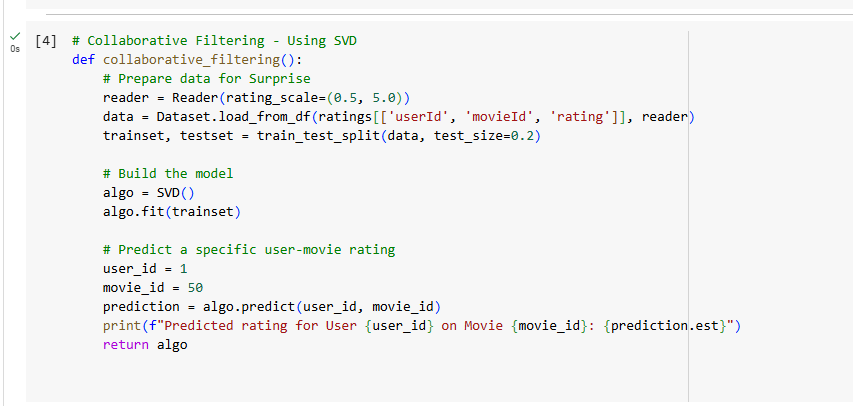 [4] # Collaborative Filtering - Using SVD
0s
def collaborative_filtering():
# Prepare data for Surprise
reader = Reader(rating_scale=(0.5, 5.0))
data = Dataset.load_from_df(ratings[['userId', 'movieId', 'rating']], reader)
trainset, testset = train_test_split(data, test_size=0.2)
# Build the model
algo = SVD()
algo.fit(trainset)
# Predict a specific user-movie rating
user_id = 1
movie_id = 50
prediction = algo.predict(user_id, movie_id)
print(f"Predicted rating for User {user_id} on Movie {movie_id}: {prediction.est}")
return algo